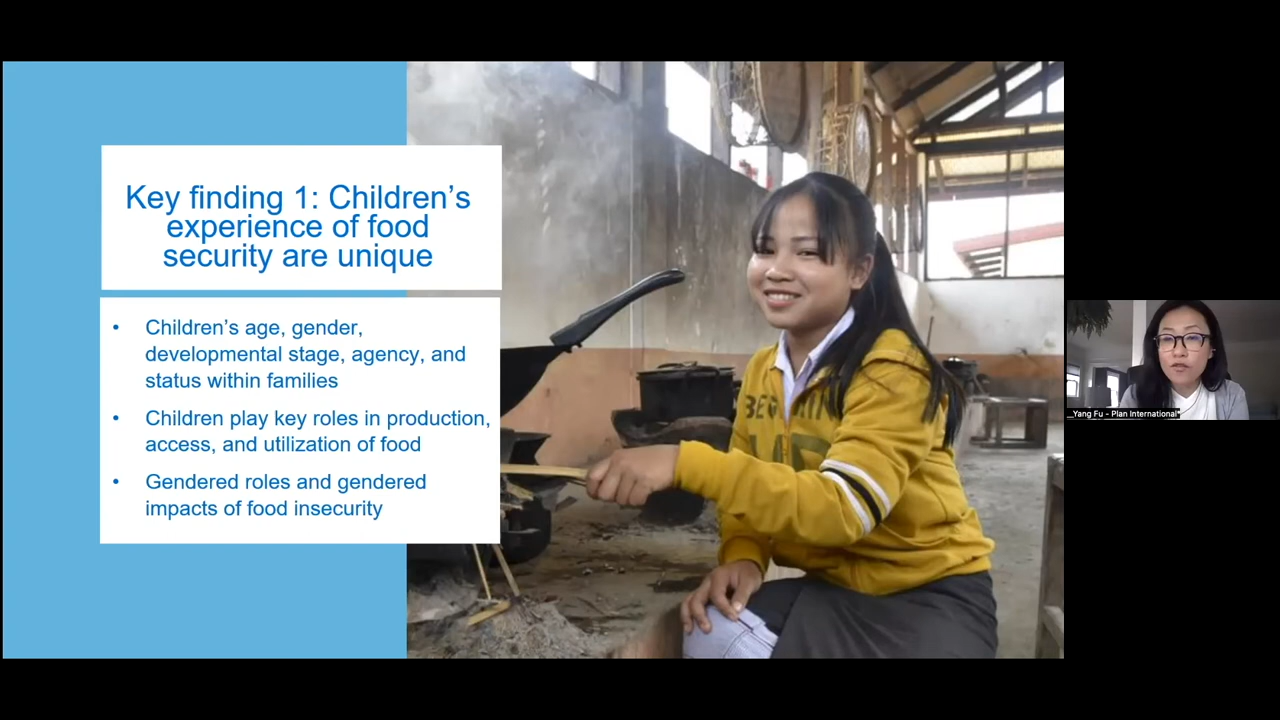 Key finding 1: Children's
experience of food
security are unique
• Children's age, gender,
developmental stage, agency, and
status within families
• Children play key roles in production,
access, and utilization of food
• Gendered roles and gendered
impacts of food insecurity
__Yang Fu - Plan International"